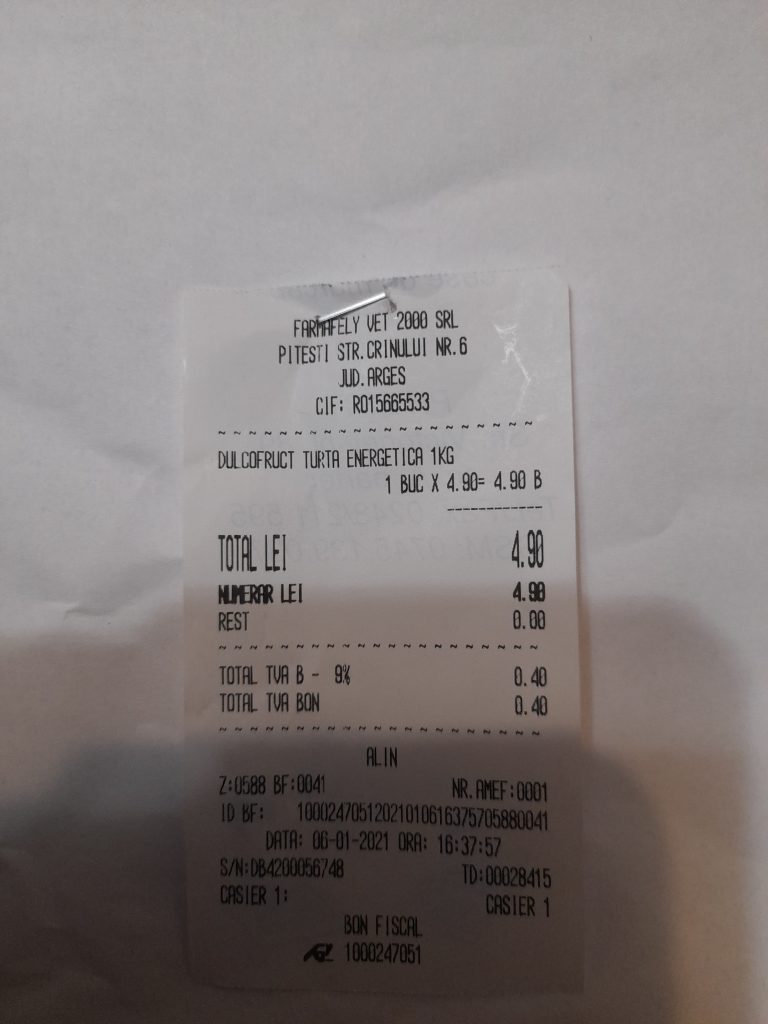 FARMAFELY VET 2000 SRL
PITESTI STR.CRINULUI NR.6
JUD.ARGES
CIF: RO15665533
DULCOFRUCT TURTA ENERGETICA 1KG
1 BUC X 4.90= 4.90 B
TOTAL LEI 4.90
NUMERAR LEI 4.90
REST 0.00
TOTAL TVA B - 9% 0.40
TOTAL TVA BON 0.40
ALIN
Z:0588 BF:0041 NR.AMEF:0001
ID BF: 10002470512021010616375705880041
DATA: 06-01-2021 ORA: 16:37:57
S/N:DB4200056748 TD:00028415
CASIER 1: CASIER 1
BON FISCAL
1000247051